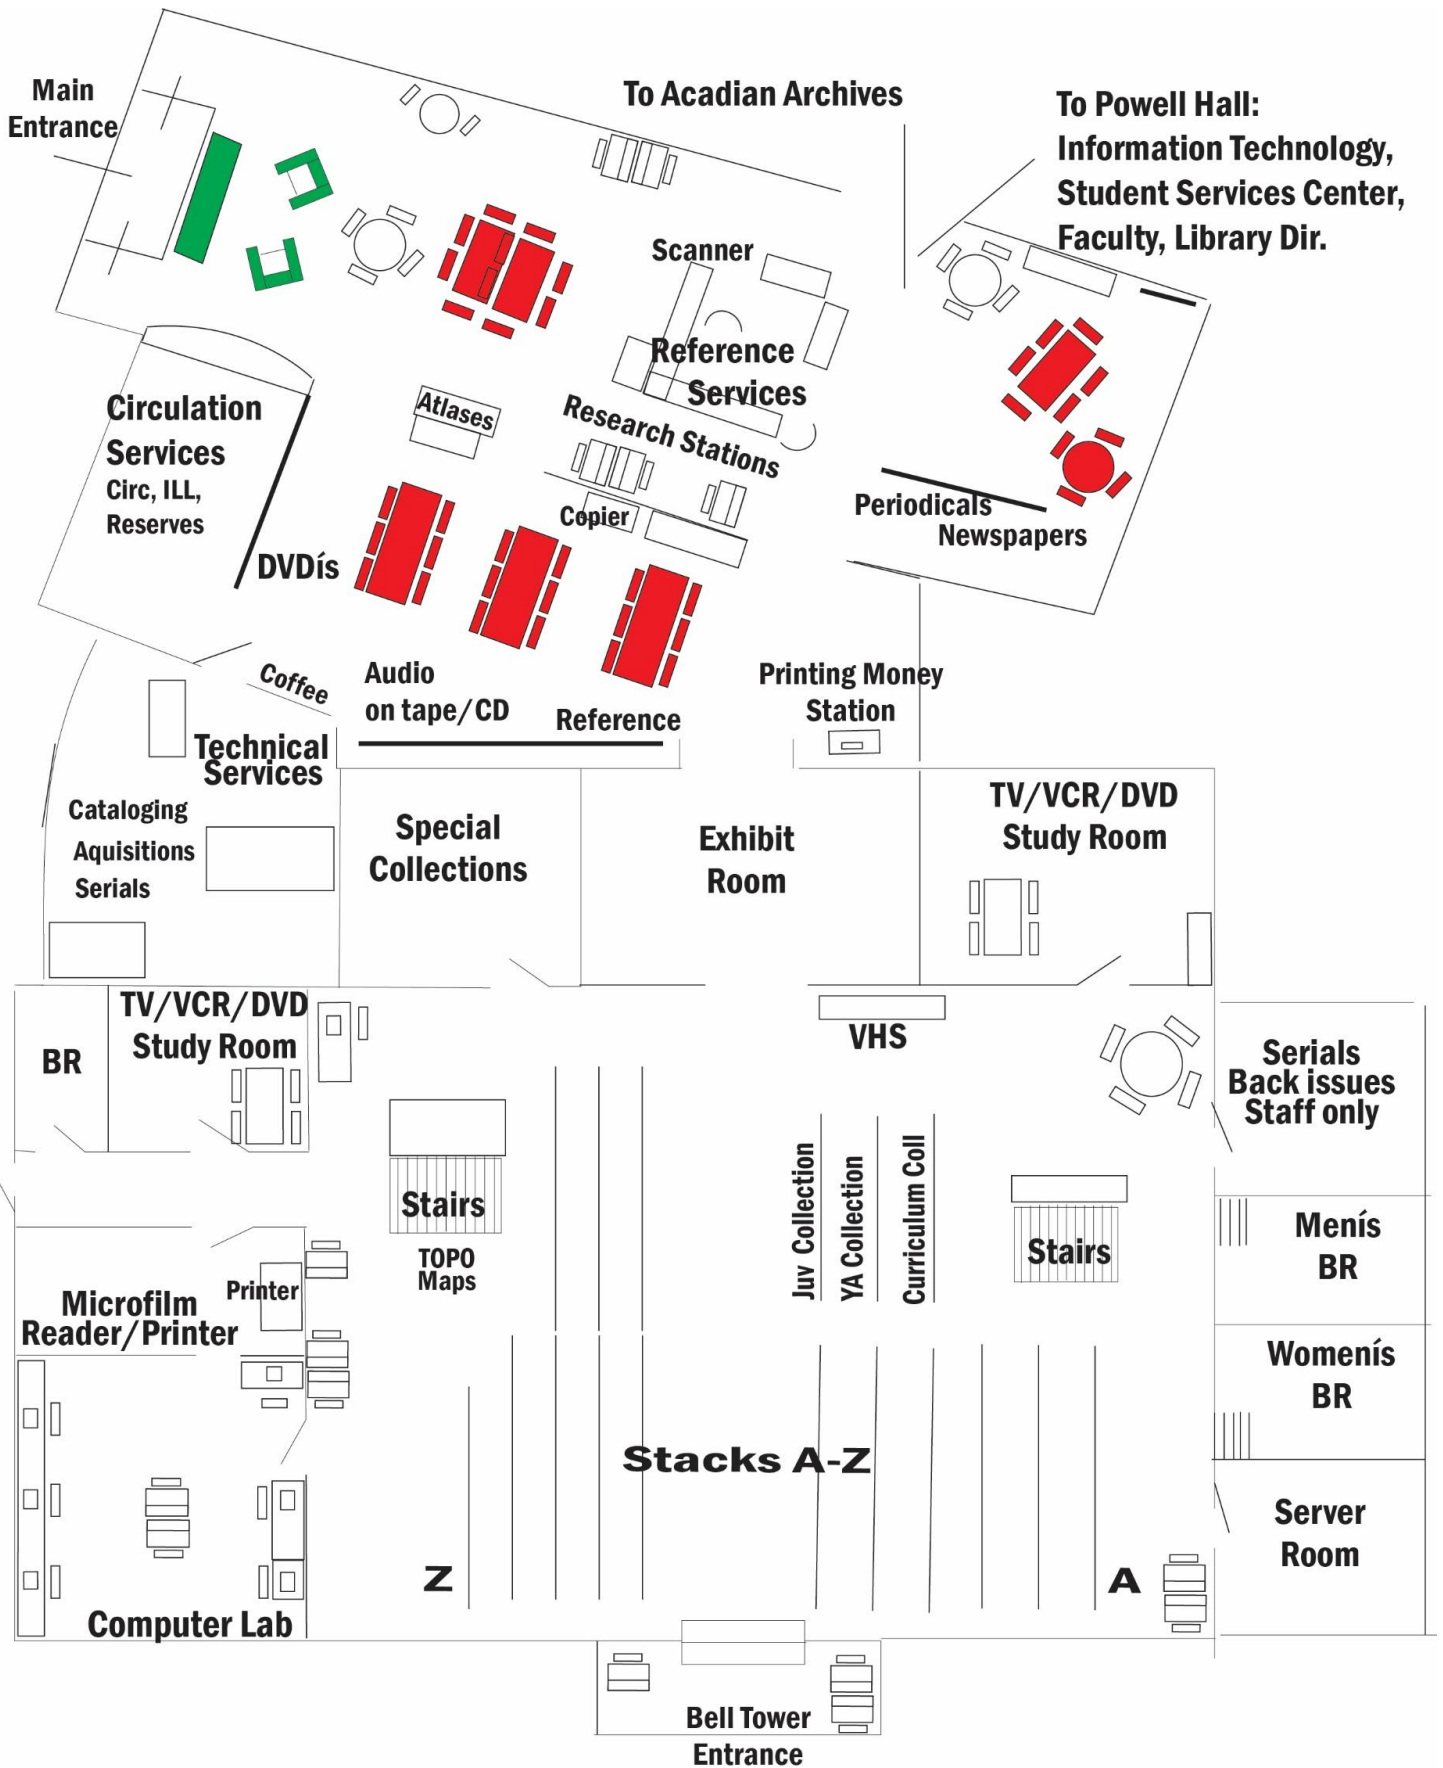 Main
Entrance
To Acadian Archives
To Powell Hall:
Information Technology,
Student Services Center,
Faculty, Library Dir.
Scanner
Reference
Services
Circulation
Services
Circ, ILL,
Reserves
Atlases
Research Stations
Copier
Periodicals
Newspapers
DVDís
Coffee
Audio
on tape/CD
Reference
Printing Money
Station
Technical
Services
Cataloging
Aquisitions
Serials
Special
Collections
Exhibit
Room
TV/VCR/DVD
Study Room
BR
TV/VCR/DVD
Study Room
VHS
Serials
Back issues
Staff only
Stairs
TOPO
Maps
Juv Collection
YA Collection
Curriculum Coll
Stairs
Menís
BR
Microfilm
Reader/Printer
Printer
Womenís
BR
Stacks A-Z
Z
A
Server
Room
Computer Lab
Bell Tower
Entrance